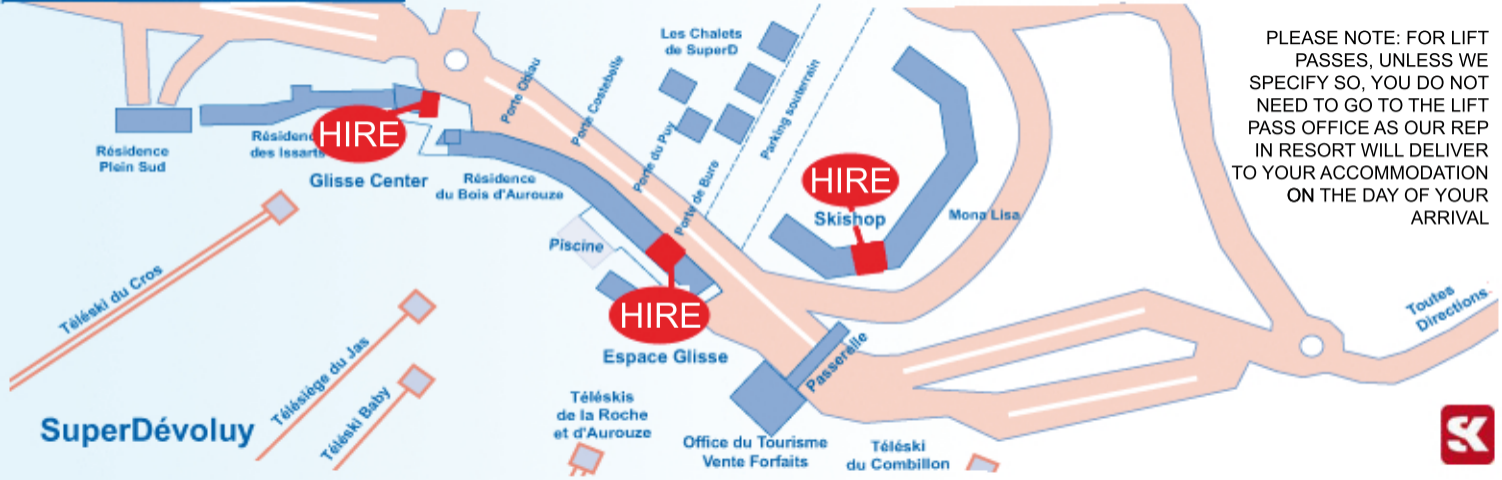 Les Chalets
de SuperD
PLEASE NOTE: FOR LIFT
PASSES, UNLESS WE
SPECIFY SO, YOU DO NOT
NEED TO GO TO THE LIFT
PASS OFFICE AS OUR REP
IN RESORT WILL DELIVER
TO YOUR ACCOMMODATION
ON THE DAY OF YOUR
ARRIVAL
Porte Obiau
Porte Costebelle
Porte du Puy
Porte de Bure
Parking souterrain
Résidence
Plein Sud
des Issarts
HIRE
Glisse Center
Résidence
du Bois d'Aurouze
HIRE
Skishop
Mona Lisa
Piscine
HIRE
Espace Glisse
Téléski du Cros
Télésiège du Jas
Téléski Baby
SuperDévoluy
Téléskis
de la Roche
et d'Aurouze
Passerelle
Office du Tourisme
Vente Forfaits
Téléski
du Combillon
Toutes
Directions
SK